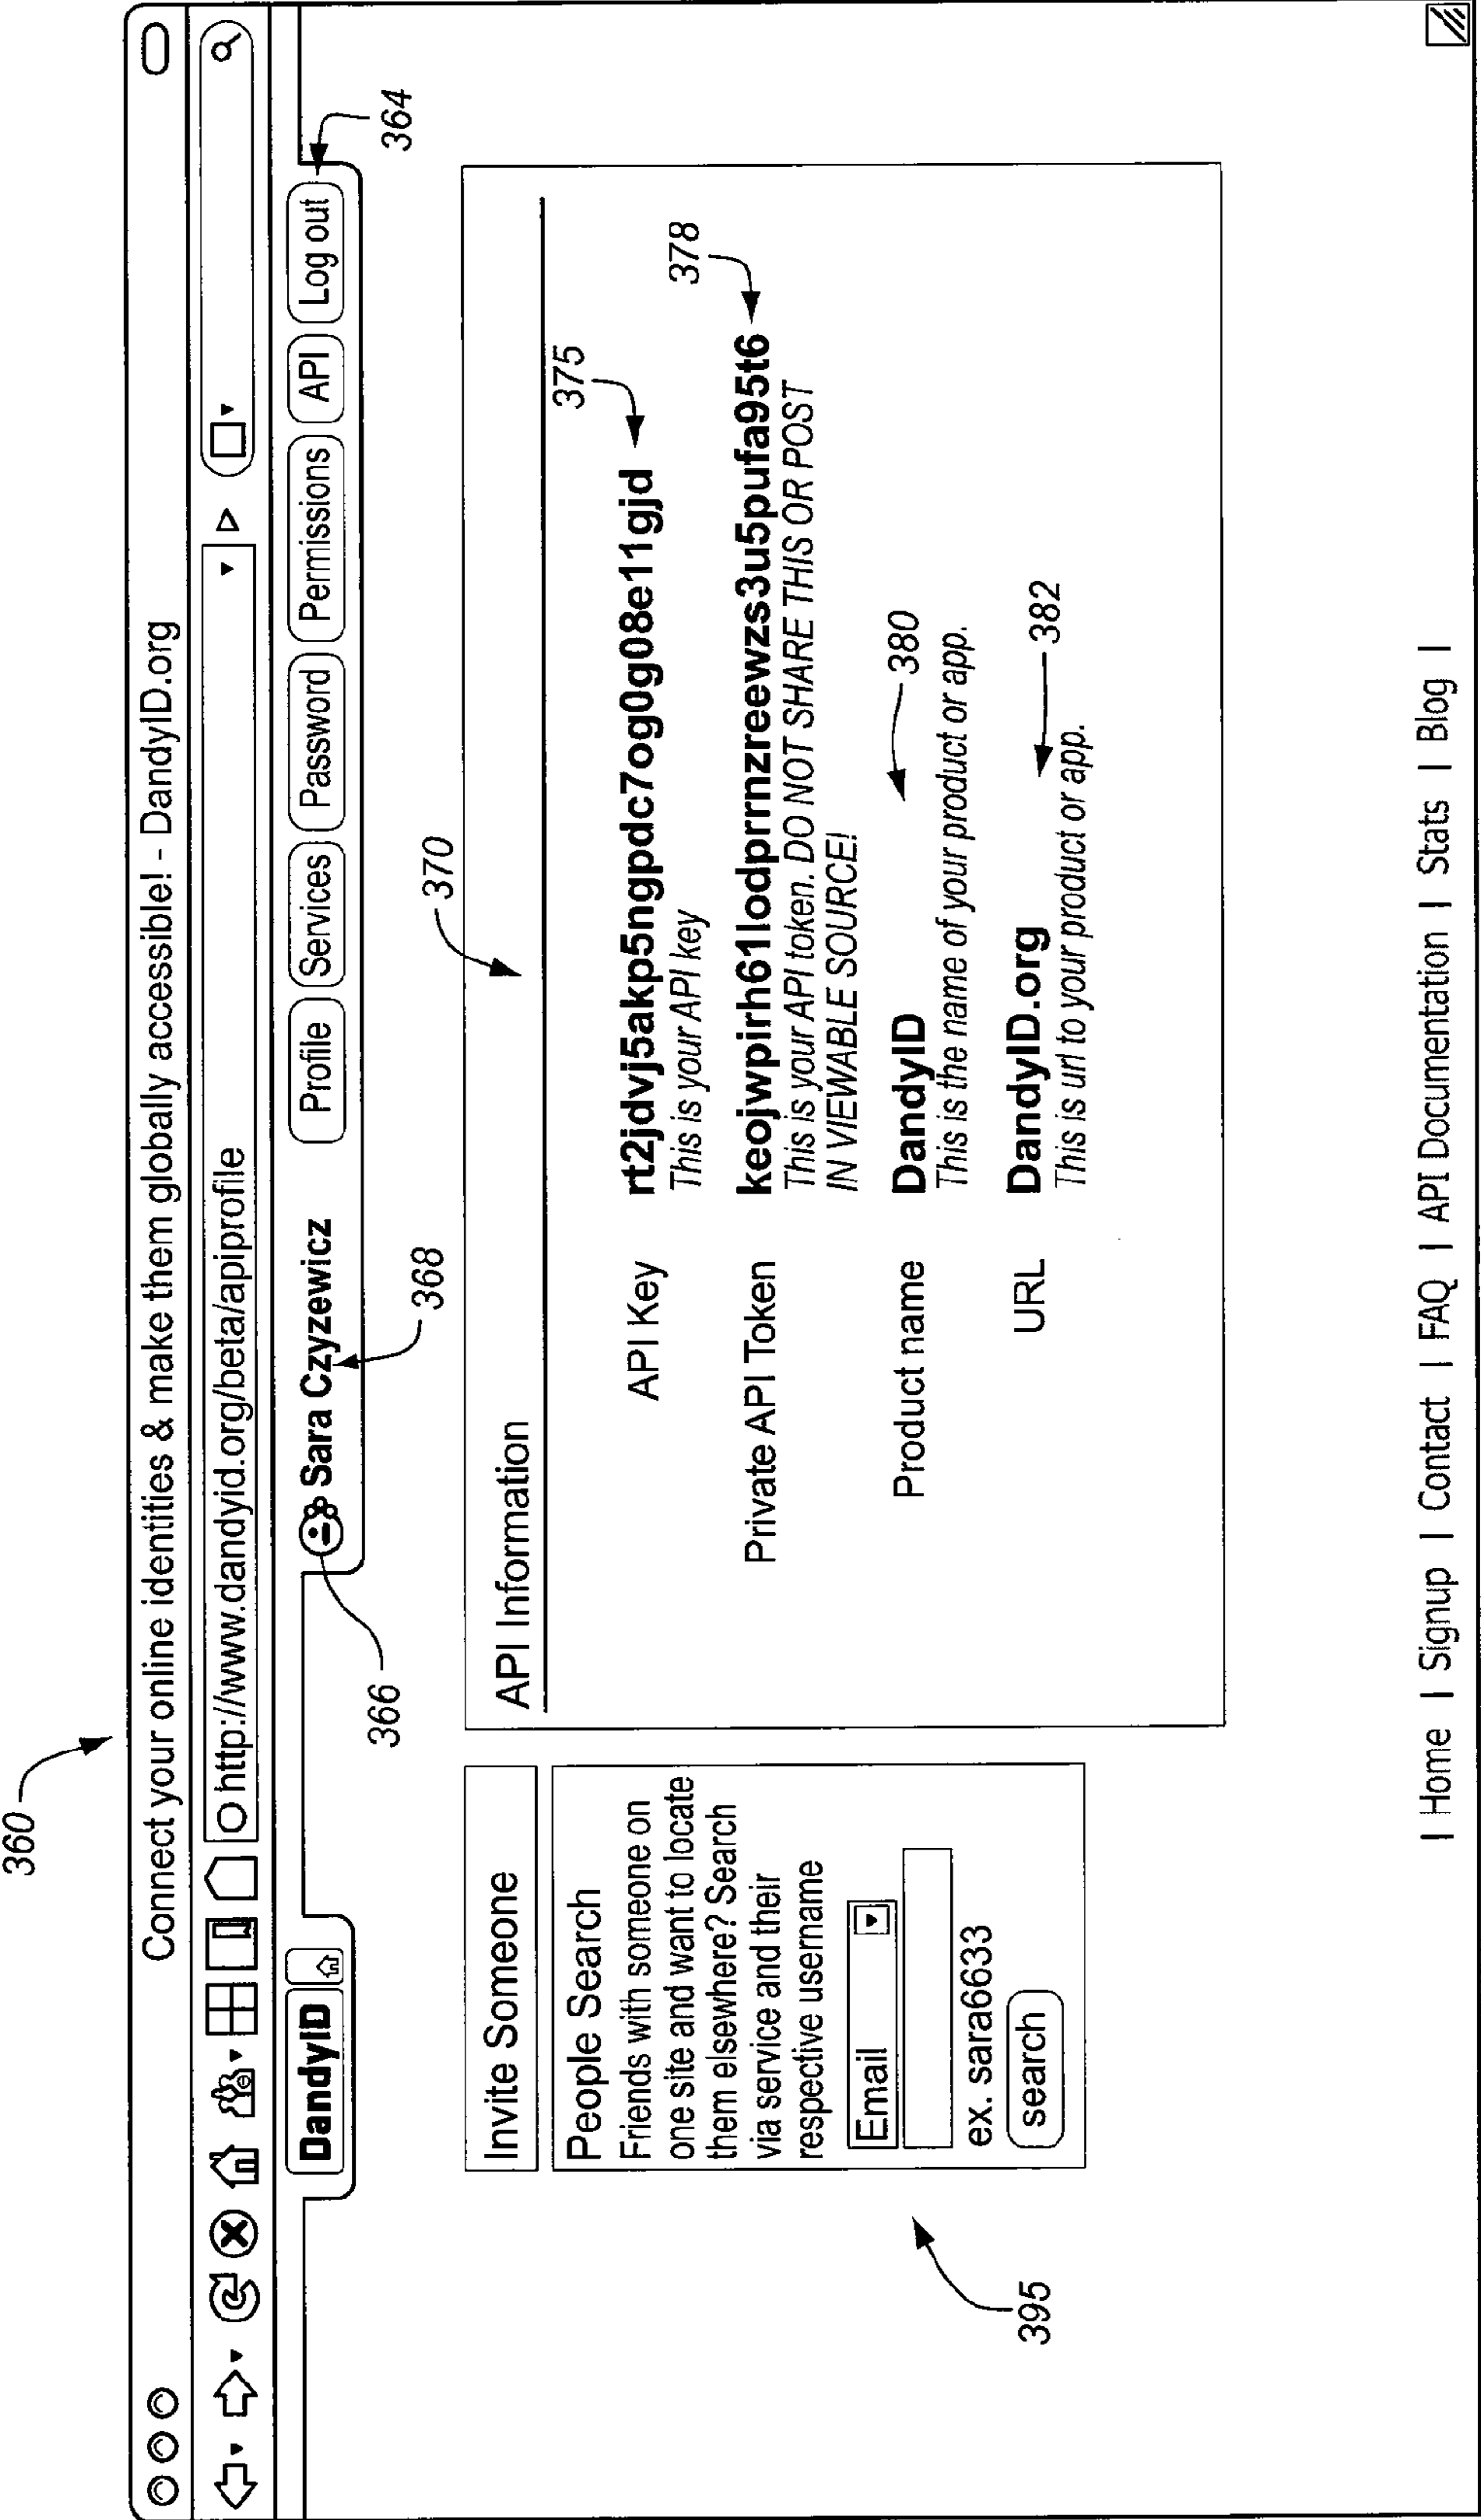 360
Connect your online identities & make them globally accessible! - DandyID.org
http://www.dandyid.org/beta/apiprofile
DandyID
Sara Czyzewicz
Profile
Services
Password
Permissions
API
Log out
364
366
368
370
Invite Someone
People Search
Friends with someone on
one site and want to locate
them elsewhere? Search
via service and their
respective username
Email
ex. sara6633
search
395
API Information
API Key
rt2jdvj5akp5ngpdc7og0g08e11gjd
375
This is your API key
Private API Token
keojwpirh61lodprrnzreewzs3u5pufa95t6
378
This is your API token. DO NOT SHARE THIS OR POST
IN VIEWABLE SOURCE!
Product name
DandyID
380
This is the name of your product or app.
URL
DandyID.org
382
This is url to your product or app.
| Home | Signup | Contact | FAQ | API Documentation | Stats | Blog |